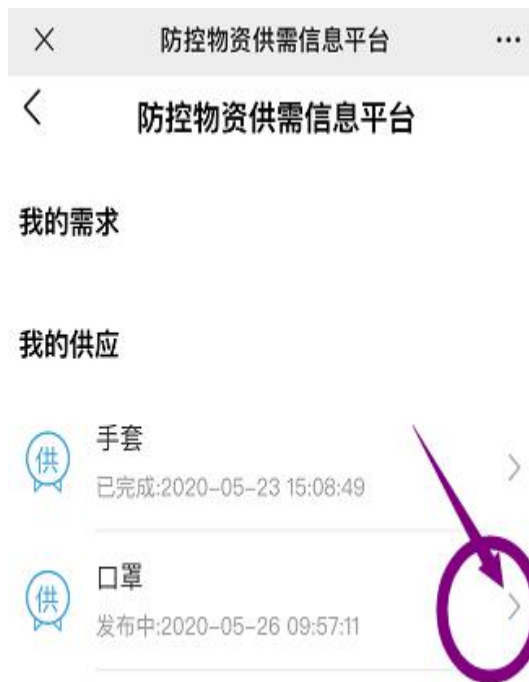 防控物资供需信息平台
防控物资供需信息平台
我的需求
我的供应
供
手套
已完成:2020-05-23 15:08:49
供
口罩
发布中:2020-05-26 09:57:11